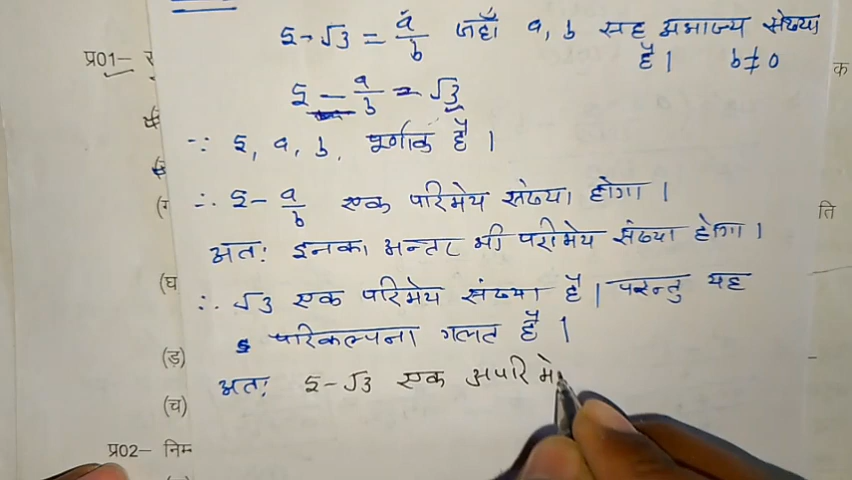 5-√3 = a/b जहाँ a, b सह अभाज्य संख्या
है। b≠0
प्र01-
5 - a/b = √3
∵ 5, a, b, पूर्णांक है।
∴ 5- a/b एक परिमेय संख्या होगा।
अतः इनका अन्तर भी परीमेय संख्या होगा।
∴ √3 एक परिमेय संख्या है। परन्तु यह
परिकल्पना गलत है।
अतः 5-√3 एक अपरिमे
क
ति
(घ
(ड़)
(च)
प्र02- निम